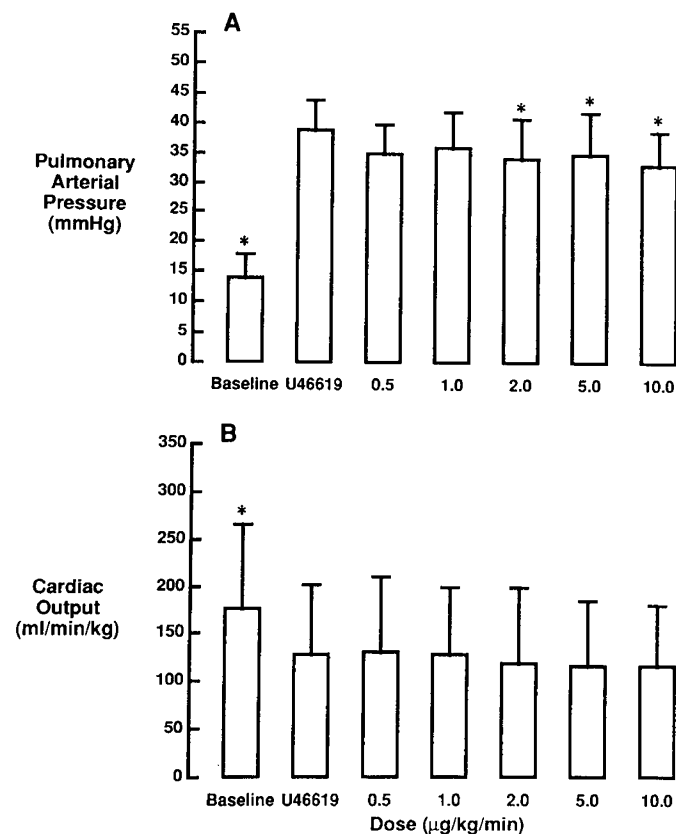 A
55
50
45
40
35
30
25
20
15
10
5
0
Pulmonary
Arterial
Pressure
(mmHg)
*
*
*
*
Baseline U46619 0.5 1.0 2.0 5.0 10.0
B
350
300
250
200
150
100
50
0
Cardiac
Output
(ml/min/kg)
*
Baseline U46619 0.5 1.0 2.0 5.0 10.0
Dose (μg/kg/min)